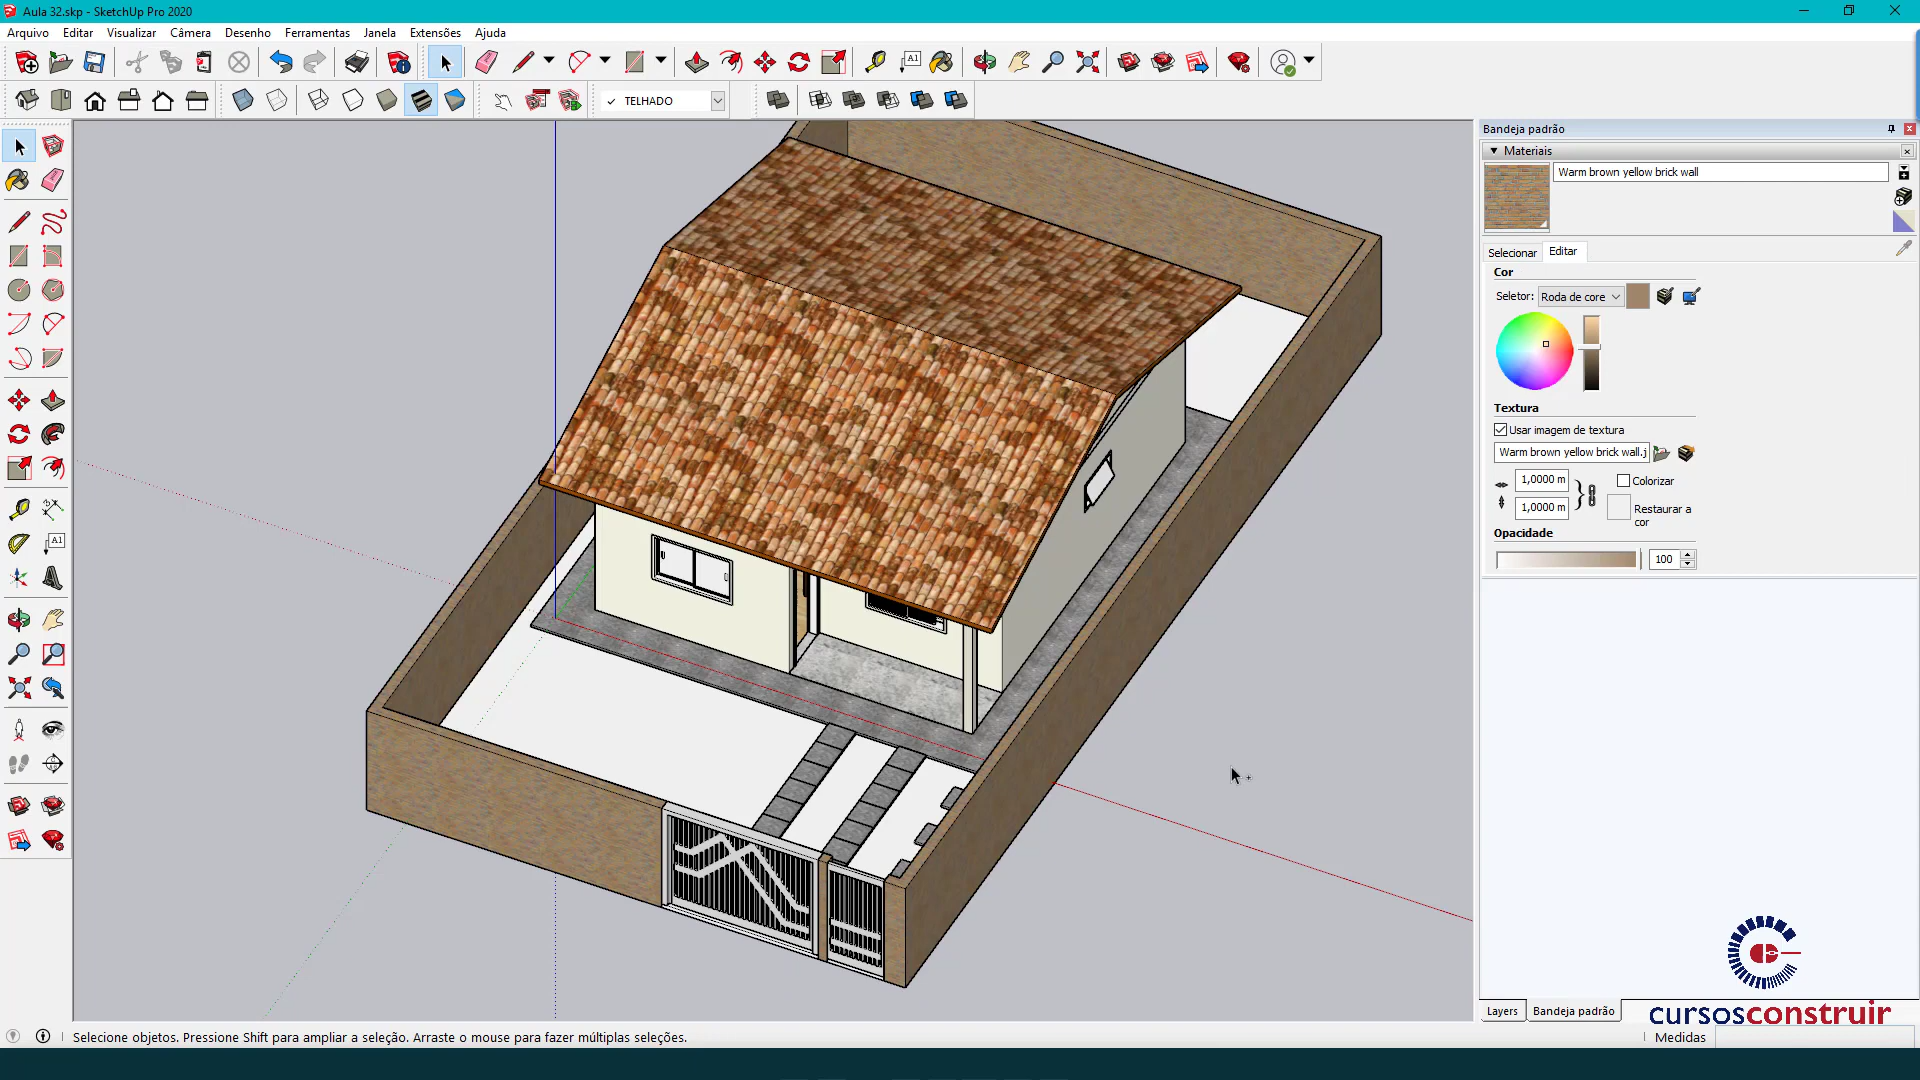 Aula 32.skp - SketchUp Pro 2020
Arquivo Editar Visualizar Câmera Desenho Ferramentas Janela Extensões Ajuda
A1
✓ TELHADO
Bandeja padrão
Materiais
Warm brown yellow brick wall
Selecionar Editar
Cor
Seletor: Roda de core
Textura
Usar imagem de textura
Warm brown yellow brick wall.j
1,0000 m
Colorizar
1,0000 m
Restaurar a
cor
Opacidade
100
A1
Layers Bandeja padrão
cursosconstruir
Selecione objetos. Pressione Shift para ampliar a seleção. Arraste o mouse para fazer múltiplas seleções.
Medidas